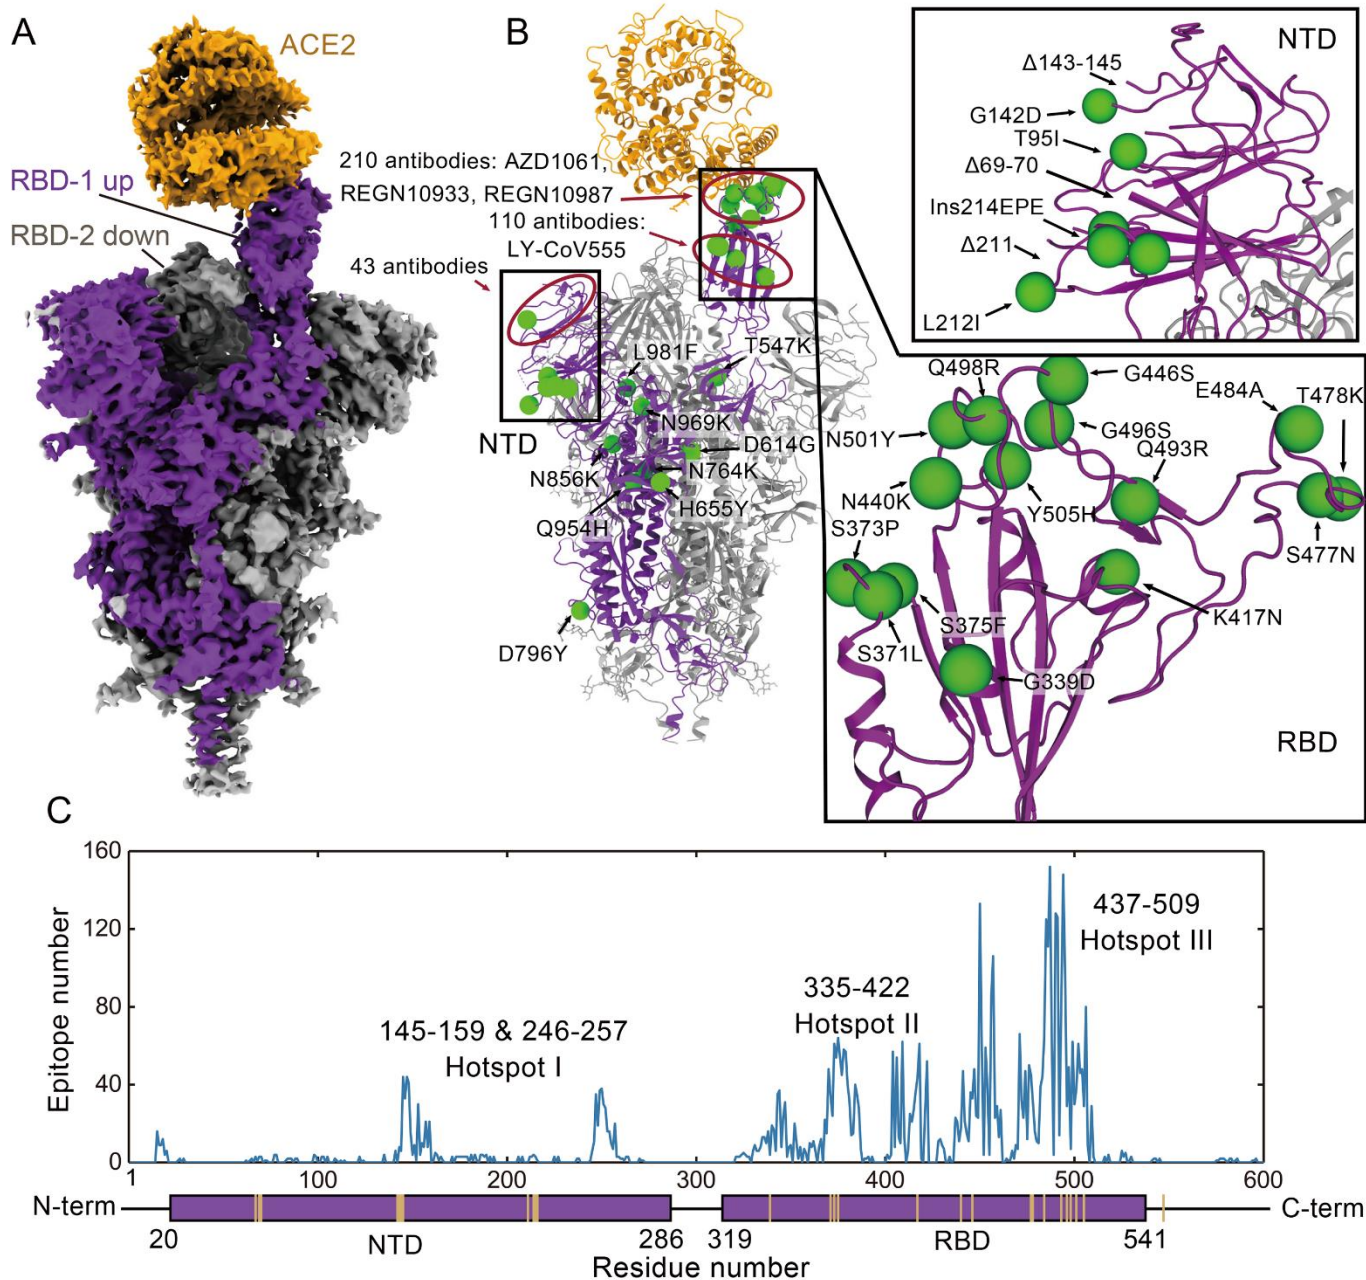 A
ACE2
RBD-1 up
RBD-2 down
B
210 antibodies: AZD1061,
REGN10933, REGN10987
110 antibodies:
LY-CoV555
43 antibodies
NTD
L981F
T547K
N969K
D614G
N856K
N764K
H655Y
Q954H
D796Y
NTD
Δ143-145
G142D
T95I
Δ69-70
Ins214EPE
Δ211
L212I
Q498R
G446S
E484A
T478K
N501Y
G496S
Q493R
N440K
Y505H
S373P
S477N
S375F
K417N
S371L
G339D
RBD
C
Epitope number
160
120
80
40
0
145-159 & 246-257
Hotspot I
335-422
Hotspot II
437-509
Hotspot III
1
100
200
300
400
500
600
N-term
C-term
20
NTD
286
319
RBD
541
Residue number